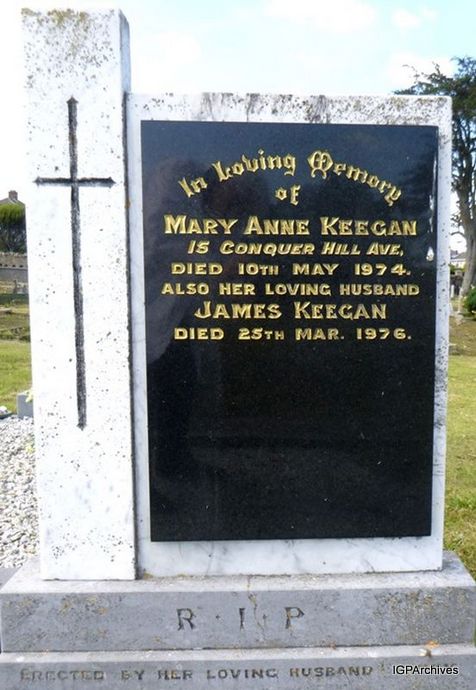 In Loving Memory
of
MARY ANNE KEEGAN
15 CONQUER HILL AVE,
DIED 10TH MAY 1974.
ALSO HER LOVING HUSBAND
JAMES KEEGAN
DIED 25TH MAR. 1976.
R · I · P
ERECTED BY HER LOVING HUSBAND
IGPArchives